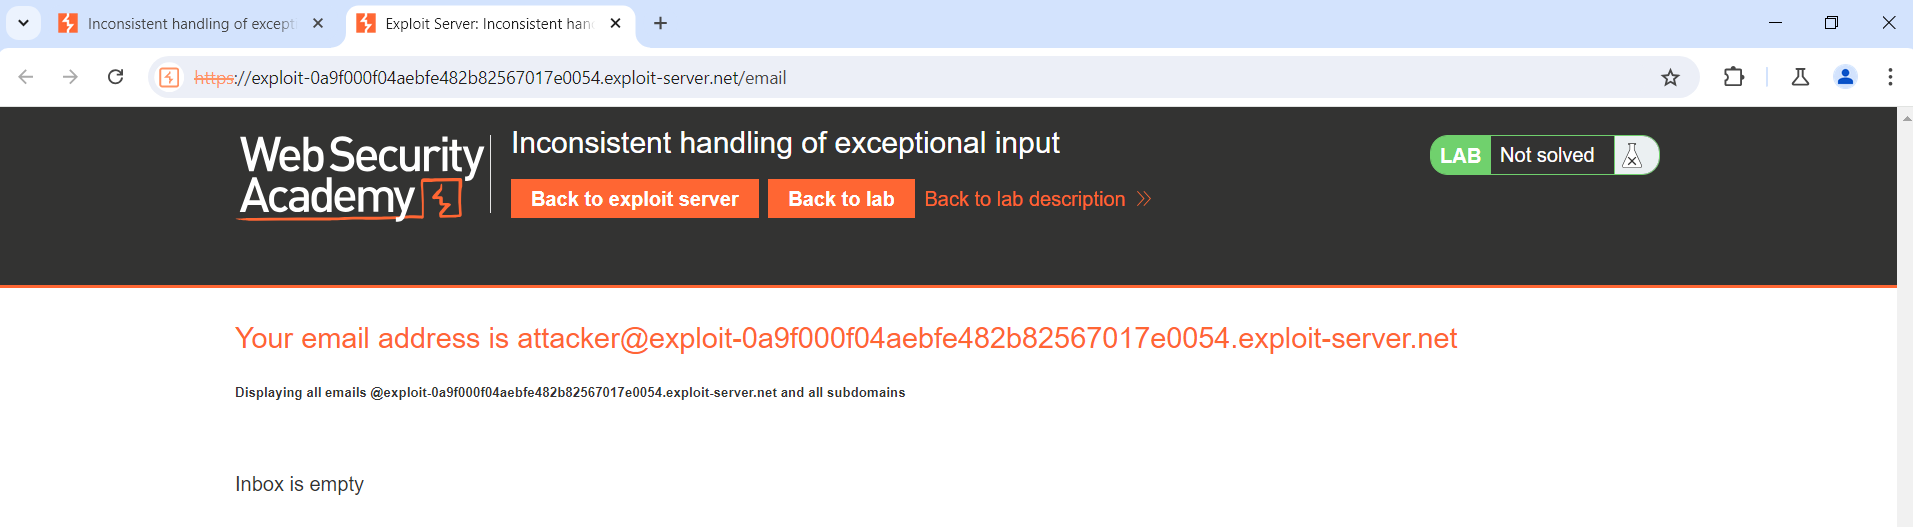 Inconsistent handling of excepti
Exploit Server: Inconsistent han
https://exploit-0a9f000f04aebfe482b82567017e0054.exploit-server.net/email
Web Security
Academy
Inconsistent handling of exceptional input
LAB Not solved
Back to exploit server Back to lab Back to lab description
Your email address is attacker@exploit-0a9f000f04aebfe482b82567017e0054.exploit-server.net
Displaying all emails @exploit-0a9f000f04aebfe482b82567017e0054.exploit-server.net and all subdomains
Inbox is empty